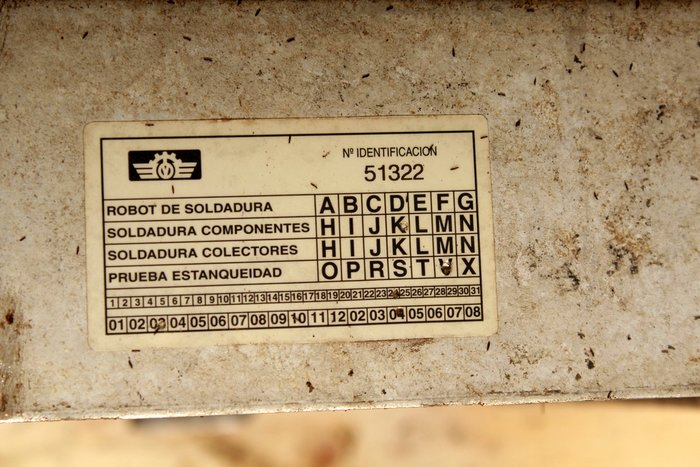 Nº IDENTIFICACIÓN
51322
ROBOT DE SOLDADURA A B C D E F G
SOLDADURA COMPONENTES H I J K L M N
SOLDADURA COLECTORES H I J K L M N
PRUEBA ESTANQUEIDAD O P R S T U X
1 2 3 4 5 6 7 8 9 10 11 12 13 14 15 16 17 18 19 20 21 22 23 24 25 26 27 28 29 30 31
01 02 03 04 05 06 07 08 09 10 11 12 02 03 04 05 06 07 08